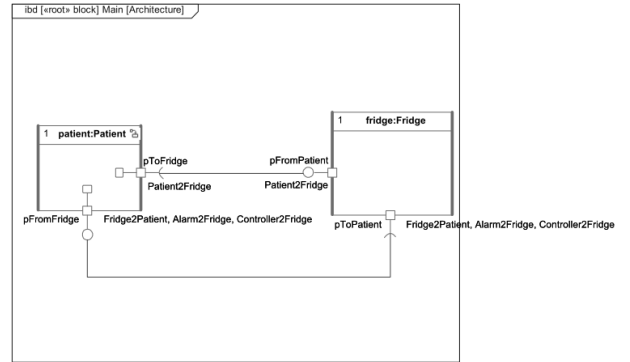 ibd [«root» block] Main [Architecture]
1 patient:Patient
1 fridge:Fridge
pToFridge
pFromPatient
Patient2Fridge
Patient2Fridge
pFromFridge
Fridge2Patient, Alarm2Fridge, Controller2Fridge
pToPatient
Fridge2Patient, Alarm2Fridge, Controller2Fridge